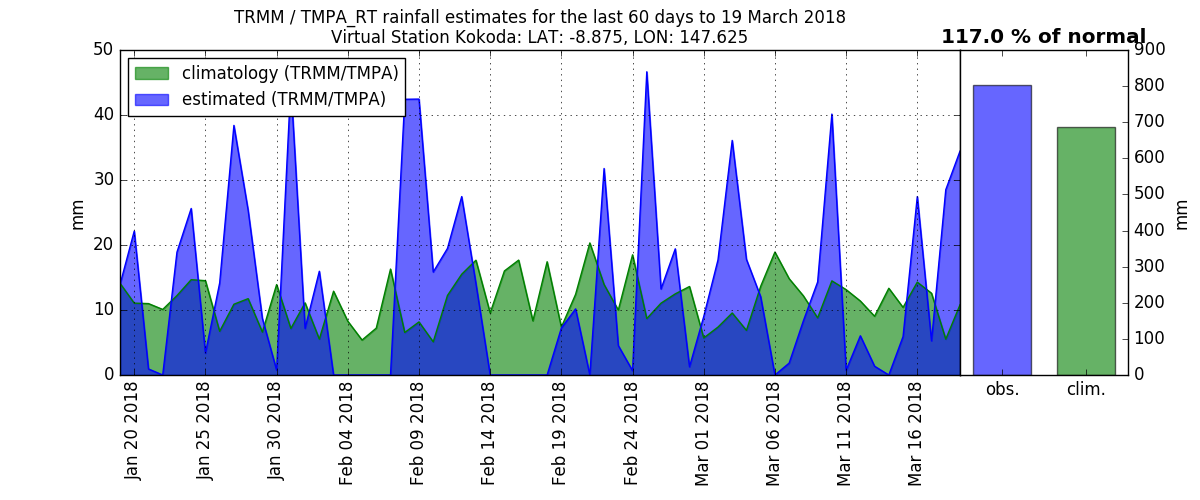 TRMM / TMPA_RT rainfall estimates for the last 60 days to 19 March 2018
Virtual Station Kokoda: LAT: -8.875, LON: 147.625
117.0 % of normal
climatology (TRMM/TMPA)
estimated (TRMM/TMPA)
mm
50
40
30
20
10
0
Jan 20 2018
Jan 25 2018
Jan 30 2018
Feb 04 2018
Feb 09 2018
Feb 14 2018
Feb 19 2018
Feb 24 2018
Mar 01 2018
Mar 06 2018
Mar 11 2018
Mar 16 2018
obs.
clim.
900
800
700
600
500
400
300
200
100
0
mm